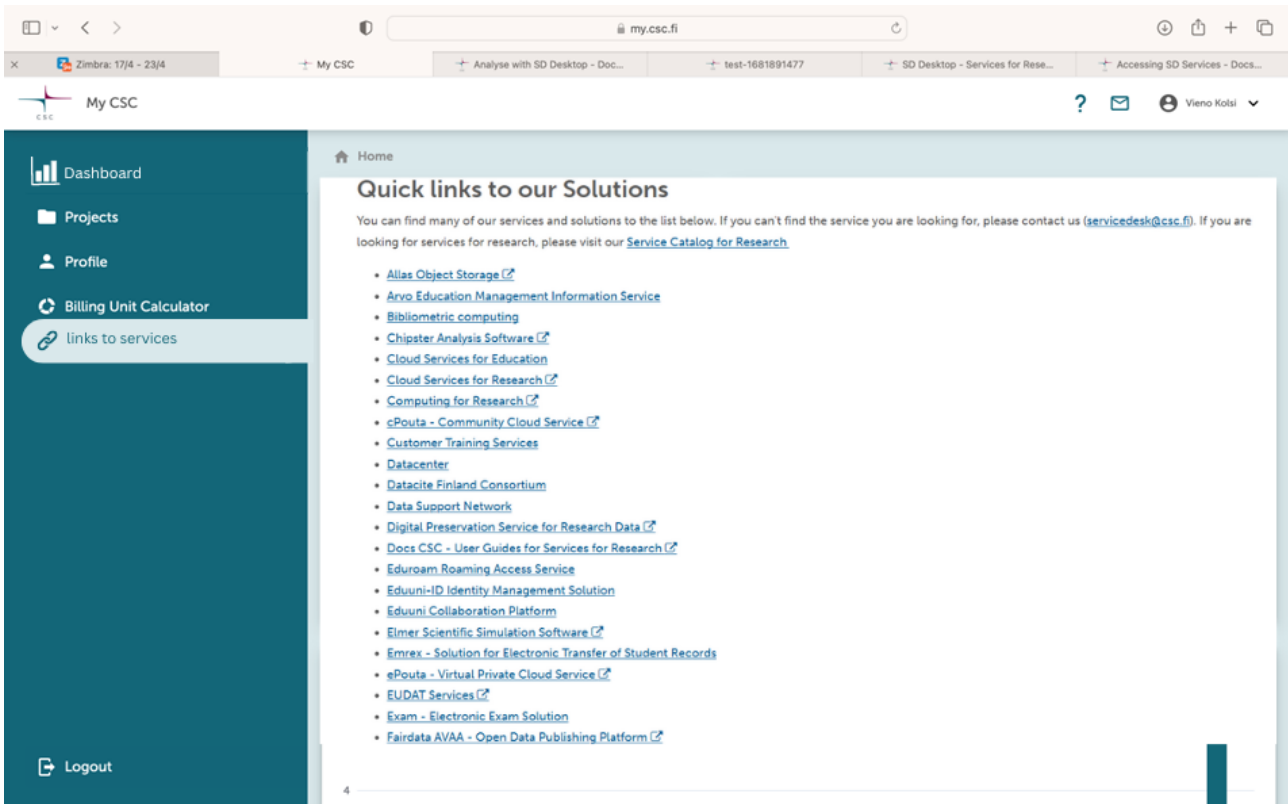 my.csc.fi
Zimbra: 17/4 - 23/4
My CSC
Analyse with SD Desktop - Doc...
test-1681891477
SD Desktop - Services for Rese...
Accessing SD Services - Docs...
CSC
My CSC
?
Vieno Kolsi
Dashboard
Projects
Profile
Billing Unit Calculator
links to services
Logout
Home
Quick links to our Solutions
You can find many of our services and solutions to the list below. If you can't find the service you are looking for, please contact us (servicedesk@csc.fi). If you are
looking for services for research, please visit our Service Catalog for Research
Allas Object Storage
Arvo Education Management Information Service
Bibliometric computing
Chipster Analysis Software
Cloud Services for Education
Cloud Services for Research
Computing for Research
cPouta - Community Cloud Service
Customer Training Services
Datacenter
Datacite Finland Consortium
Data Support Network
Digital Preservation Service for Research Data
Docs CSC - User Guides for Services for Research
Eduroam Roaming Access Service
Eduuni-ID Identity Management Solution
Eduuni Collaboration Platform
Elmer Scientific Simulation Software
Emrex - Solution for Electronic Transfer of Student Records
ePouta - Virtual Private Cloud Service
EUDAT Services
Exam - Electronic Exam Solution
Fairdata AVAA - Open Data Publishing Platform
4